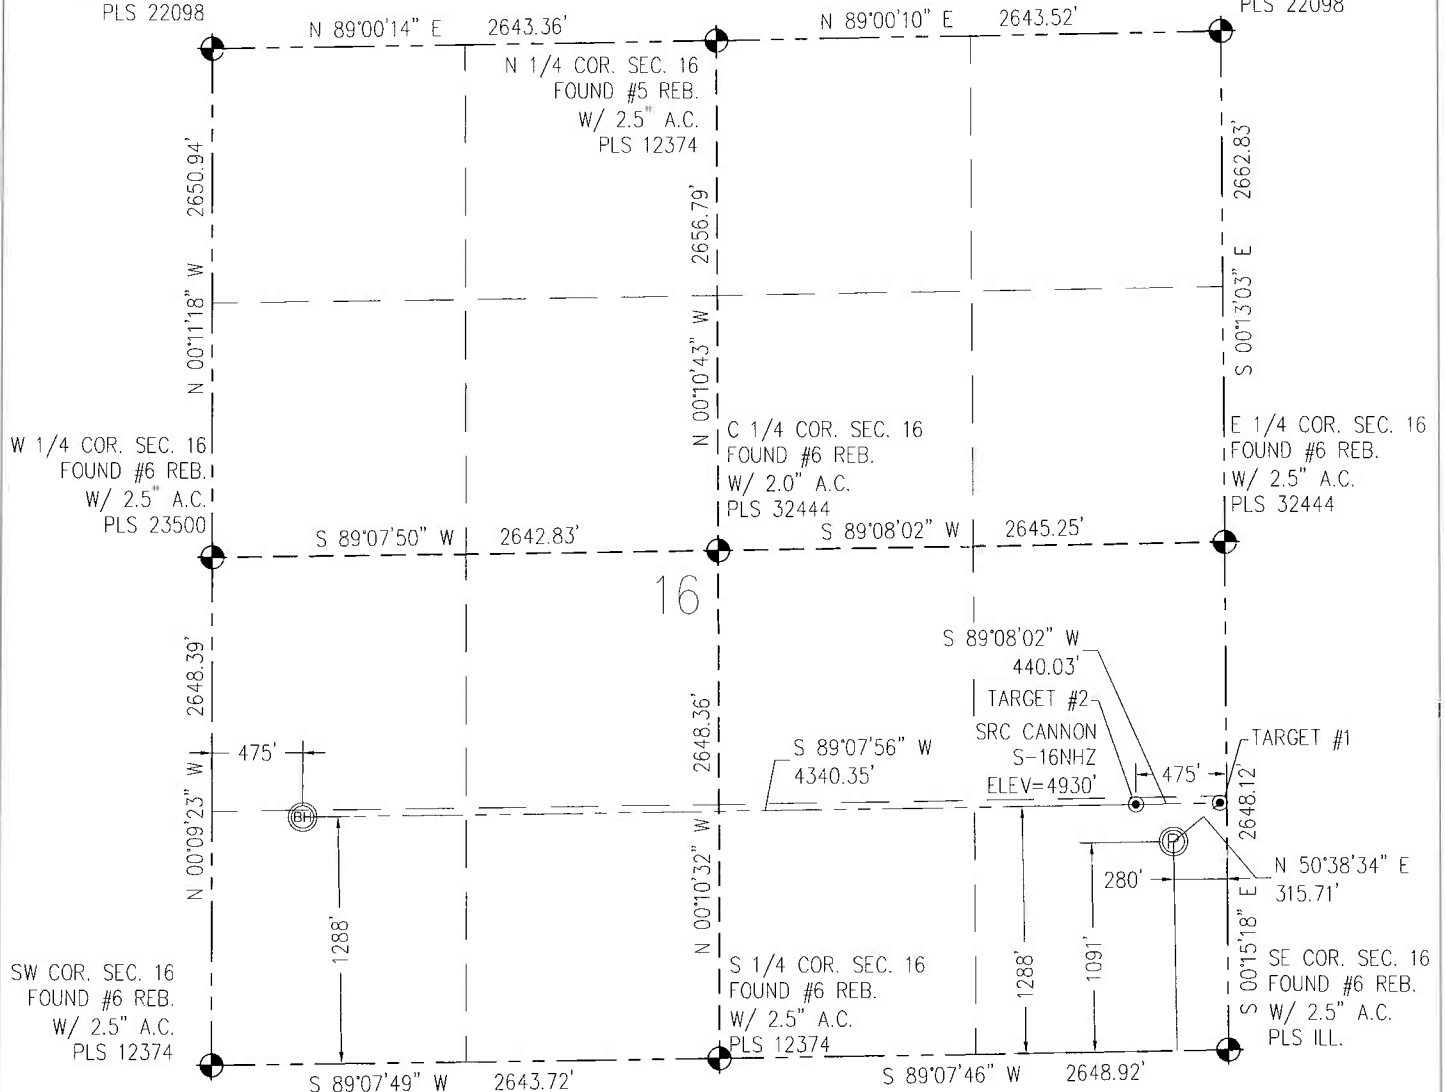 PLS 22098
PLS 22098
N 89°00'14" E 2643.36'
N 89°00'10" E 2643.52'
N 1/4 COR. SEC. 16
FOUND #5 REB.
W/ 2.5" A.C.
PLS 12374
2650.94'
N 00°11'18" W
2656.79'
N 00°10'43" W
2662.83'
S 00°13'03" E
W 1/4 COR. SEC. 16
FOUND #6 REB.
W/ 2.5" A.C.
PLS 23500
C 1/4 COR. SEC. 16
FOUND #6 REB.
W/ 2.0" A.C.
PLS 32444
E 1/4 COR. SEC. 16
FOUND #6 REB.
W/ 2.5" A.C.
PLS 32444
S 89°07'50" W 2642.83'
S 89°08'02" W 2645.25'
16
S 89°08'02" W
440.03'
TARGET #2
SRC CANNON
S-16NHZ
ELEV=4930'
TARGET #1
475'
475'
S 89°07'56" W
4340.35'
2648.39'
N 00°09'23" W
2648.36'
N 00°10'32" W
2648.12'
S 00°15'18" E
BH
P
280'
N 50°38'34" E
315.71'
1288'
1288'
1091'
SW COR. SEC. 16
FOUND #6 REB.
W/ 2.5" A.C.
PLS 12374
S 1/4 COR. SEC. 16
FOUND #6 REB.
W/ 2.5" A.C.
PLS 12374
SE COR. SEC. 16
FOUND #6 REB.
W/ 2.5" A.C.
PLS ILL.
S 89°07'49" W 2643.72'
S 89°07'46" W 2648.92'